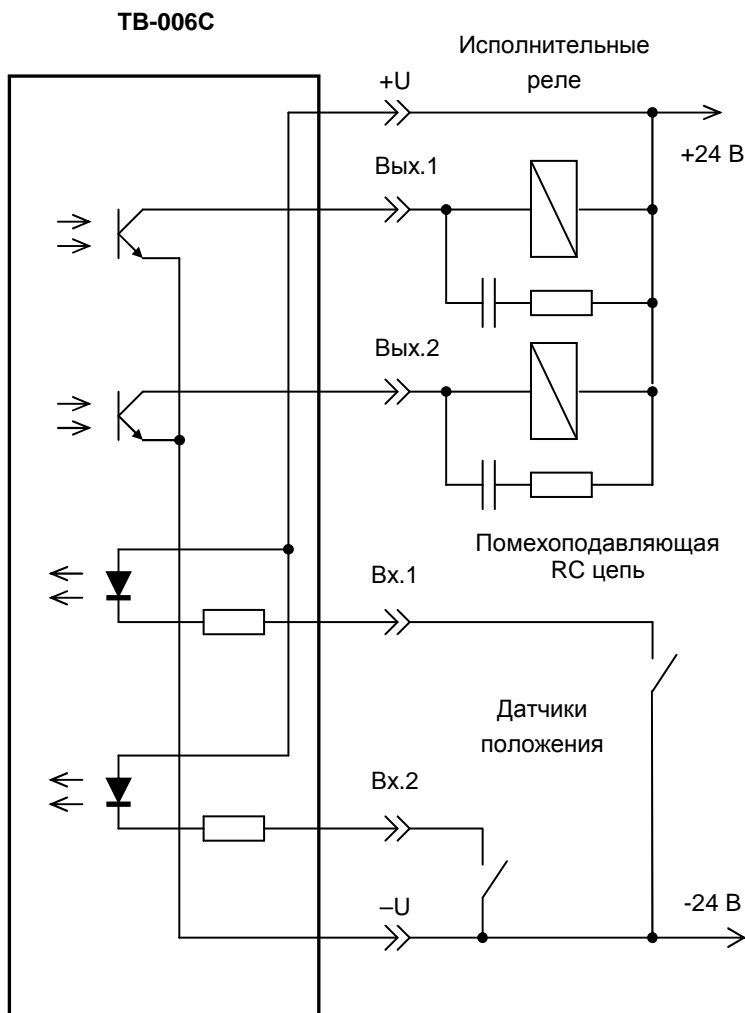 ТВ-006С
Исполнительные
реле
+U
+24 В
Вых.1
Вых.2
Помехоподавляющая
RC цепь
Вх.1
Датчики
положения
Вх.2
–U
-24 В